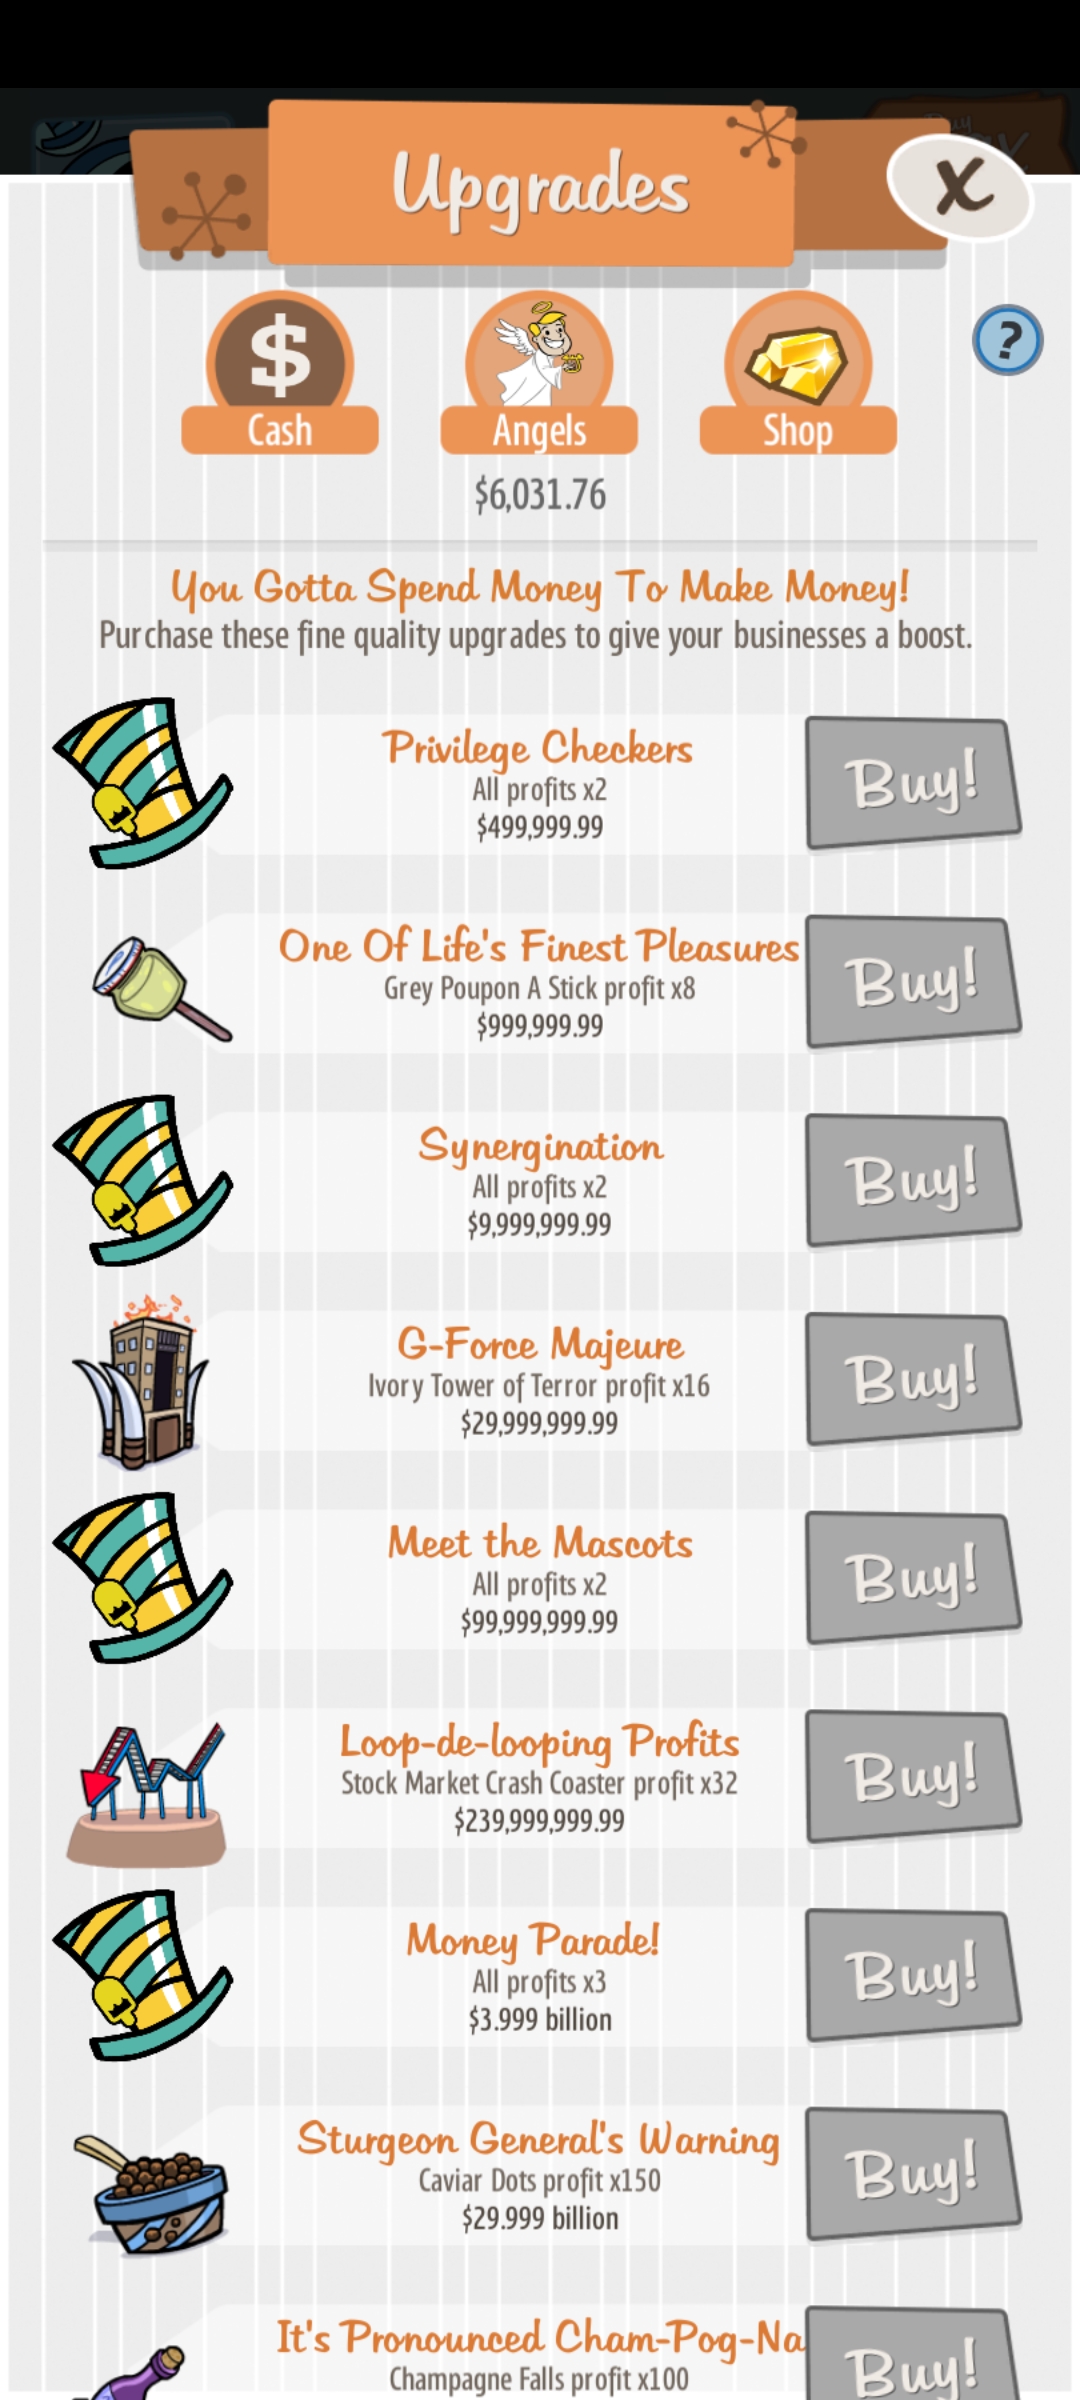 Upgrades
X
?
$
Cash
Angels
Shop
$6,031.76
You Gotta Spend Money To Make Money!
Purchase these fine quality upgrades to give your businesses a boost.
Privilege Checkers
All profits x2
$499,999.99
Buy!
One Of Life's Finest Pleasures
Grey Poupon A Stick profit x8
$999,999.99
Buy!
Synergination
All profits x2
$9,999,999.99
Buy!
G-Force Majeure
Ivory Tower of Terror profit x16
$29,999,999.99
Buy!
Meet the Mascots
All profits x2
$99,999,999.99
Buy!
Loop-de-looping Profits
Stock Market Crash Coaster profit x32
$239,999,999.99
Buy!
Money Parade!
All profits x3
$3.999 billion
Buy!
Sturgeon General's Warning
Caviar Dots profit x150
$29.999 billion
Buy!
It's Pronounced Cham-Pog-Na
Champagne Falls profit x100
Buy!